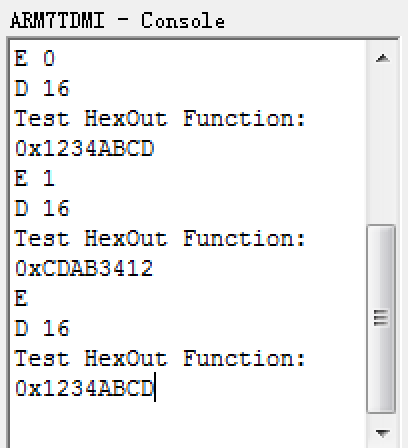 ARM7TDMI - Console
E 0
D 16
Test HexOut Function:
0x1234ABCD
E 1
D 16
Test HexOut Function:
0xCDAB3412
E
D 16
Test HexOut Function:
0x1234ABCD